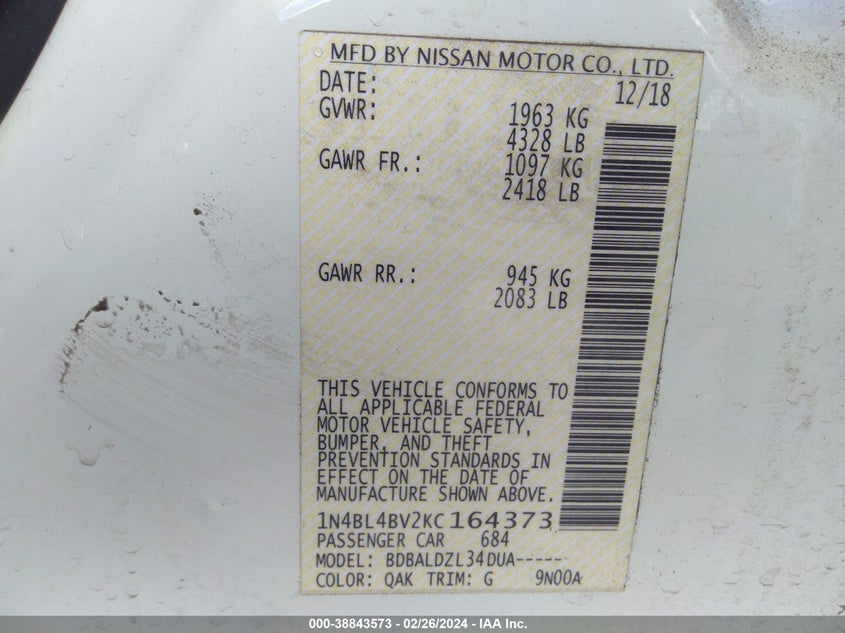 MFD BY NISSAN MOTOR CO., LTD.
DATE: 12/18
GVWR: 1963 KG
4328 LB
GAWR FR.: 1097 KG
2418 LB
GAWR RR.: 945 KG
2083 LB
THIS VEHICLE CONFORMS TO
ALL APPLICABLE FEDERAL
MOTOR VEHICLE SAFETY,
BUMPER, AND THEFT
PREVENTION STANDARDS IN
EFFECT ON THE DATE OF
MANUFACTURE SHOWN ABOVE.
1N4BL4BV2KC164373
PASSENGER CAR 684
MODEL: BDBALDZL34DUA-----
COLOR: QAK TRIM: G 9N00A
000-38843573 - 02/26/2024 - IAA Inc.